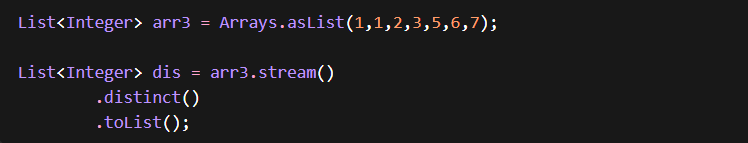 List<Integer> arr3 = Arrays.asList(1,1,2,3,5,6,7);
List<Integer> dis = arr3.stream()
.distinct()
.toList();